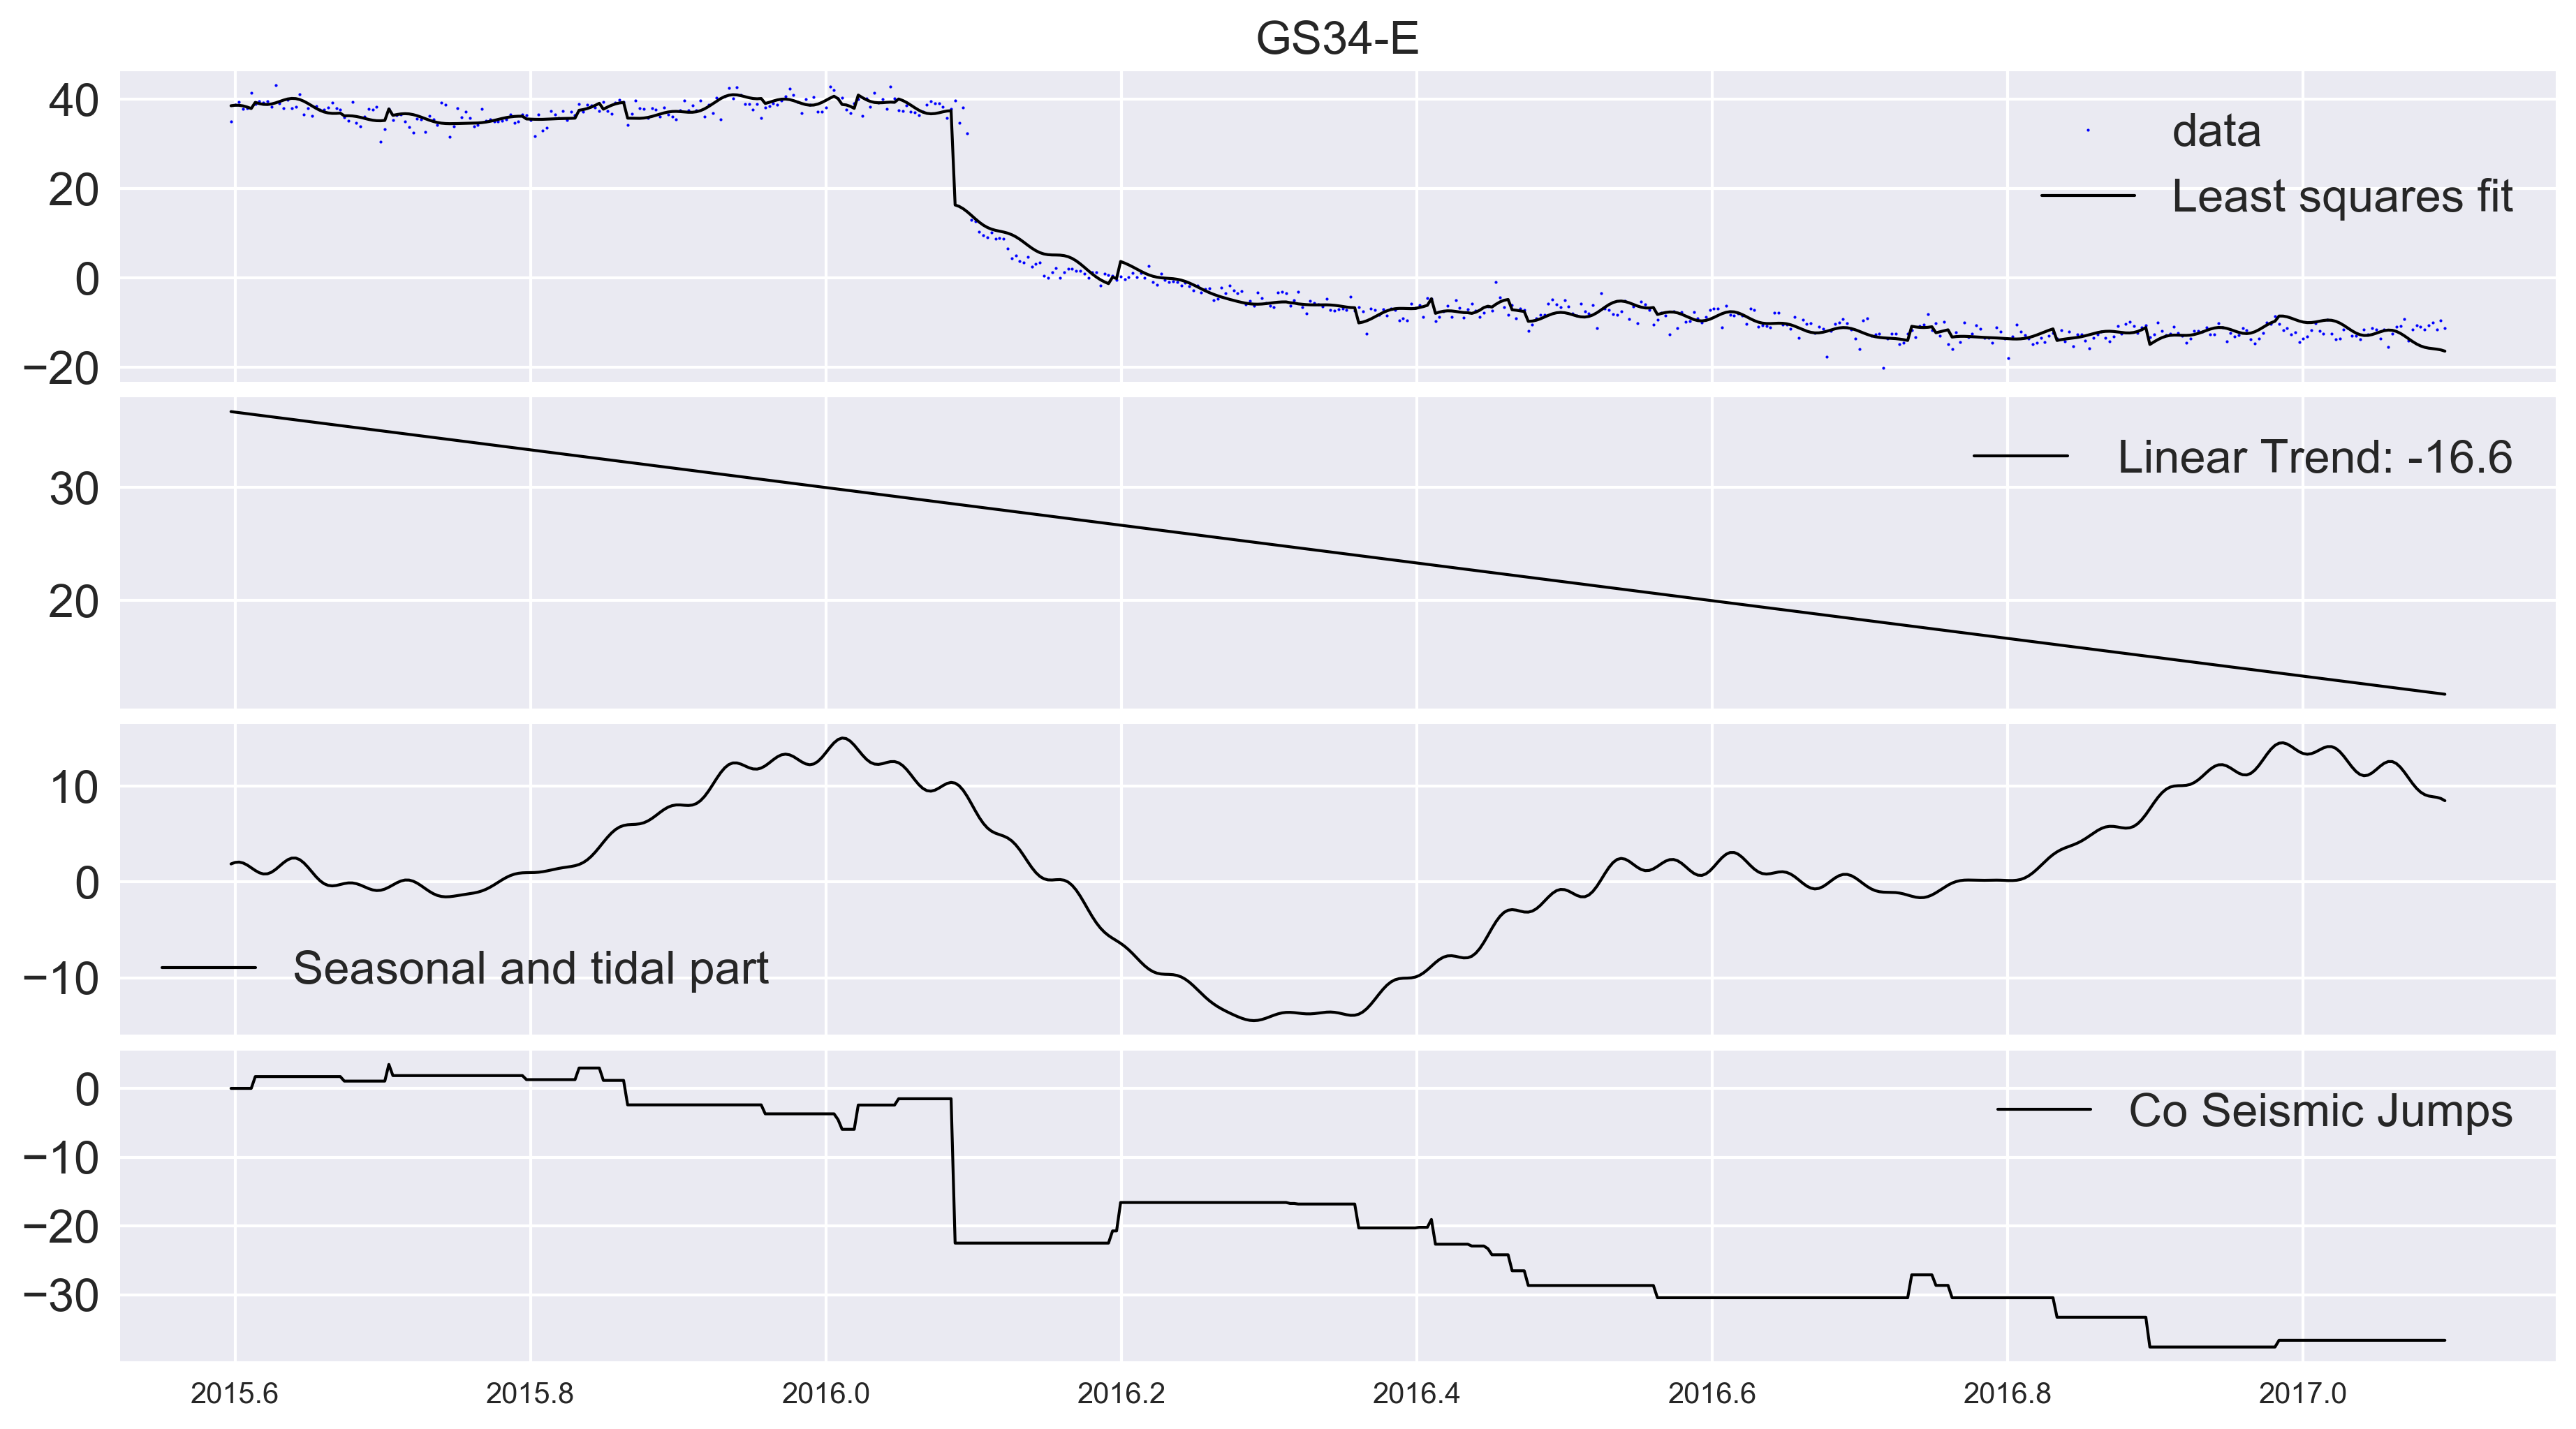 GS34-E
40
20
0
−20
data
Least squares fit
30
20
Linear Trend: -16.6
10
0
−10
Seasonal and tidal part
0
−10
−20
−30
Co Seismic Jumps
2015.6 2015.8 2016.0 2016.2 2016.4 2016.6 2016.8 2017.0